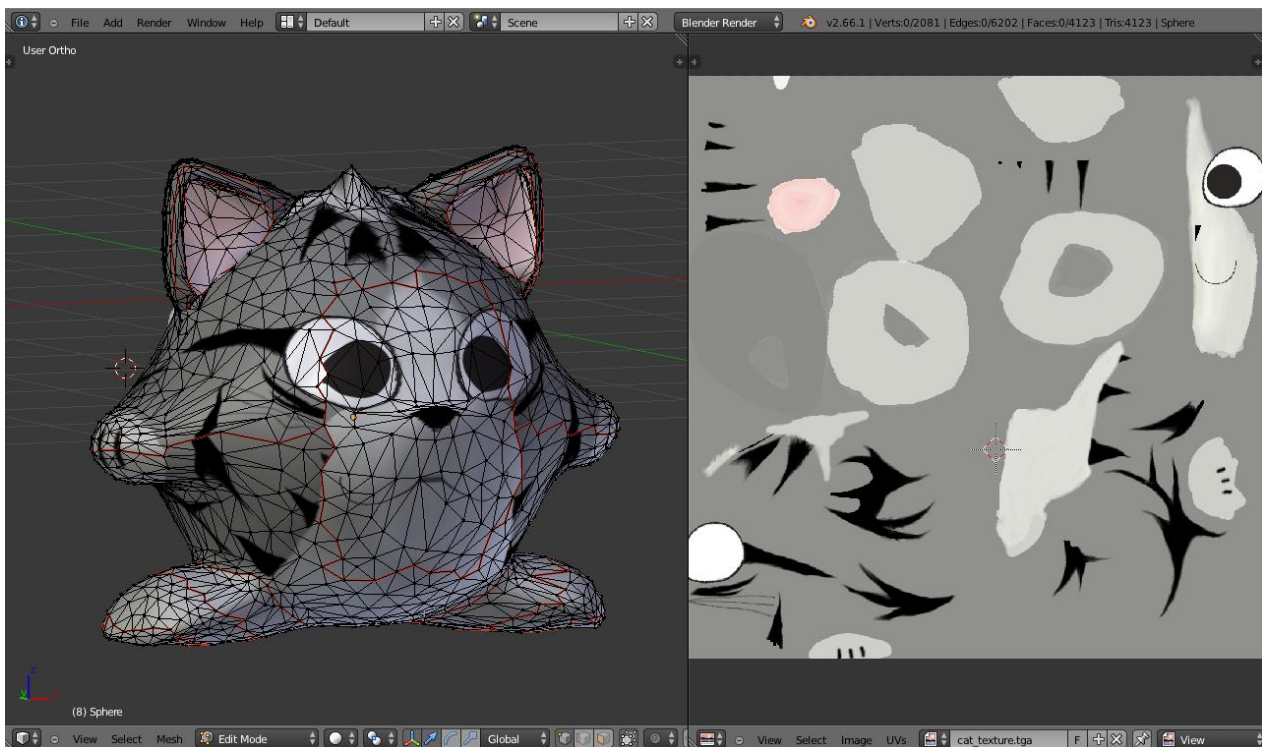 File Add Render Window Help Default Scene Blender Render v2.66.1 | Verts:0/2081 | Edges:0/6202 | Faces:0/4123 | Tris:4123 | Sphere
User Ortho
z
y x
(8) Sphere
View Select Mesh Edit Mode Global View Select Image UVs cat_texture.tga F View